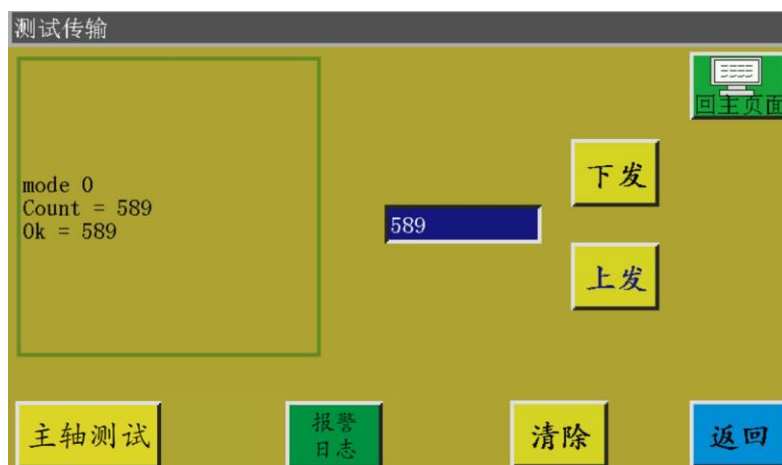 测试传输
回主页面
mode 0
Count = 589
Ok = 589
589
下发
上发
主轴测试
报警
日志
清除
返回